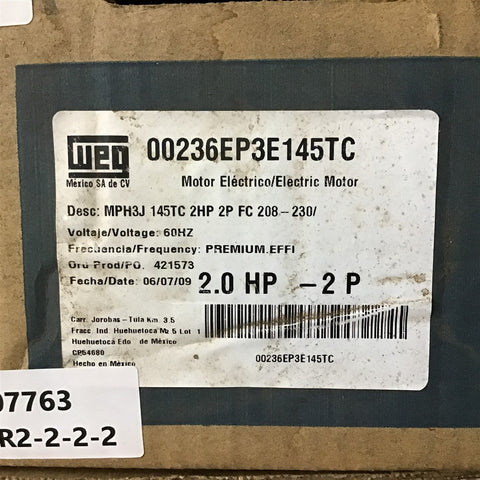 weg
México SA de CV
00236EP3E145TC
Motor Eléctrico/Electric Motor
Desc: MPH3J 145TC 2HP 2P FC 208-230/
Voltaje/Voltage: 60HZ
Frecuencia/Frequency: PREMIUM EFFI
Ord Prod/PO. 421573
Fecha/Date: 06/07/09
2.0 HP - 2 P
Carr. Jorobas - Tula Km. 3.5
Fracc Ind. Huehuetoca Mz 5 Lot 1
Huehuetoca Edo de México
CP54680
Hecho en México
00236EP3E145TC
07763
R2-2-2-2